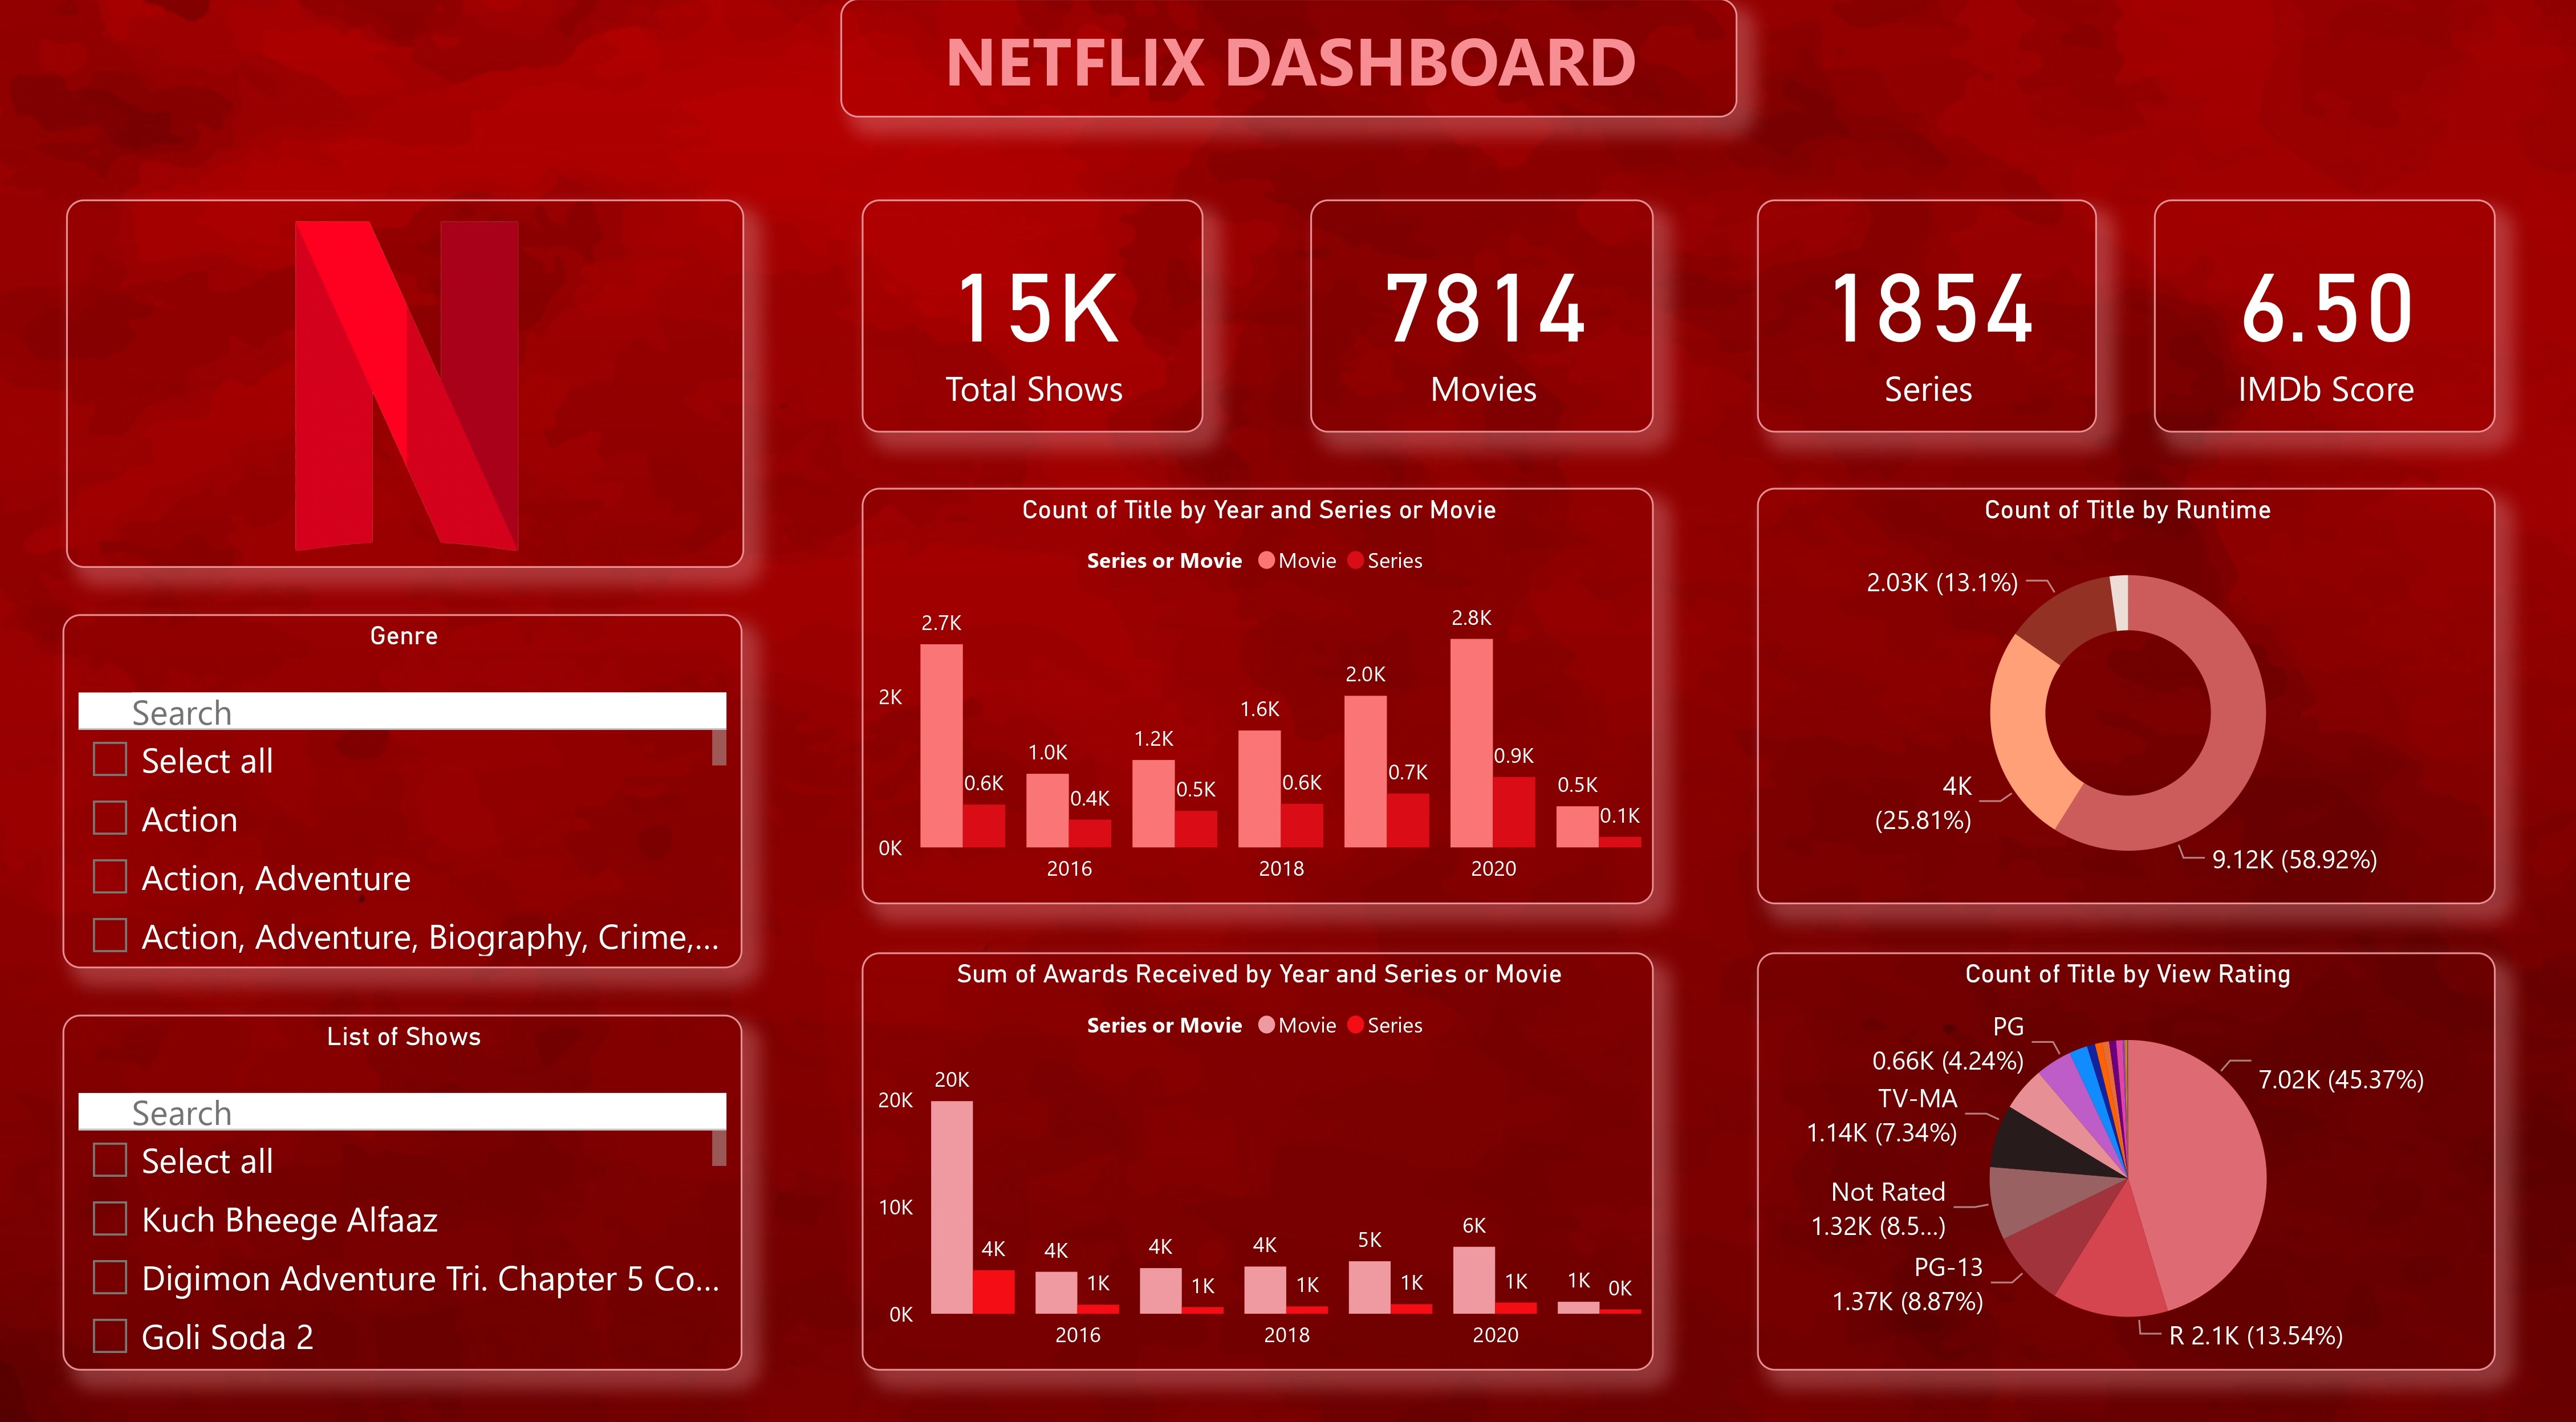 NETFLIX DASHBOARD
15K
Total Shows
7814
Movies
1854
Series
6.50
IMDb Score
Genre
Search
Select all
Action
Action, Adventure
Action, Adventure, Biography, Crime,...
List of Shows
Search
Select all
Kuch Bheege Alfaaz
Digimon Adventure Tri. Chapter 5 Co...
Goli Soda 2
Count of Title by Year and Series or Movie
Series or Movie Movie Series
2K
0K
2.7K 0.6K 1.0K 0.4K 1.2K 0.5K 1.6K 0.6K 2.0K 0.7K 2.8K 0.9K 0.5K 0.1K
2016 2018 2020
Count of Title by Runtime
2.03K (13.1%)
4K
(25.81%)
9.12K (58.92%)
Sum of Awards Received by Year and Series or Movie
Series or Movie Movie Series
20K
10K
0K
20K 4K 4K 1K 4K 1K 4K 1K 5K 1K 6K 1K 1K 0K
2016 2018 2020
Count of Title by View Rating
PG
0.66K (4.24%)
TV-MA
1.14K (7.34%)
Not Rated
1.32K (8.5...)
PG-13
1.37K (8.87%)
R 2.1K (13.54%)
7.02K (45.37%)